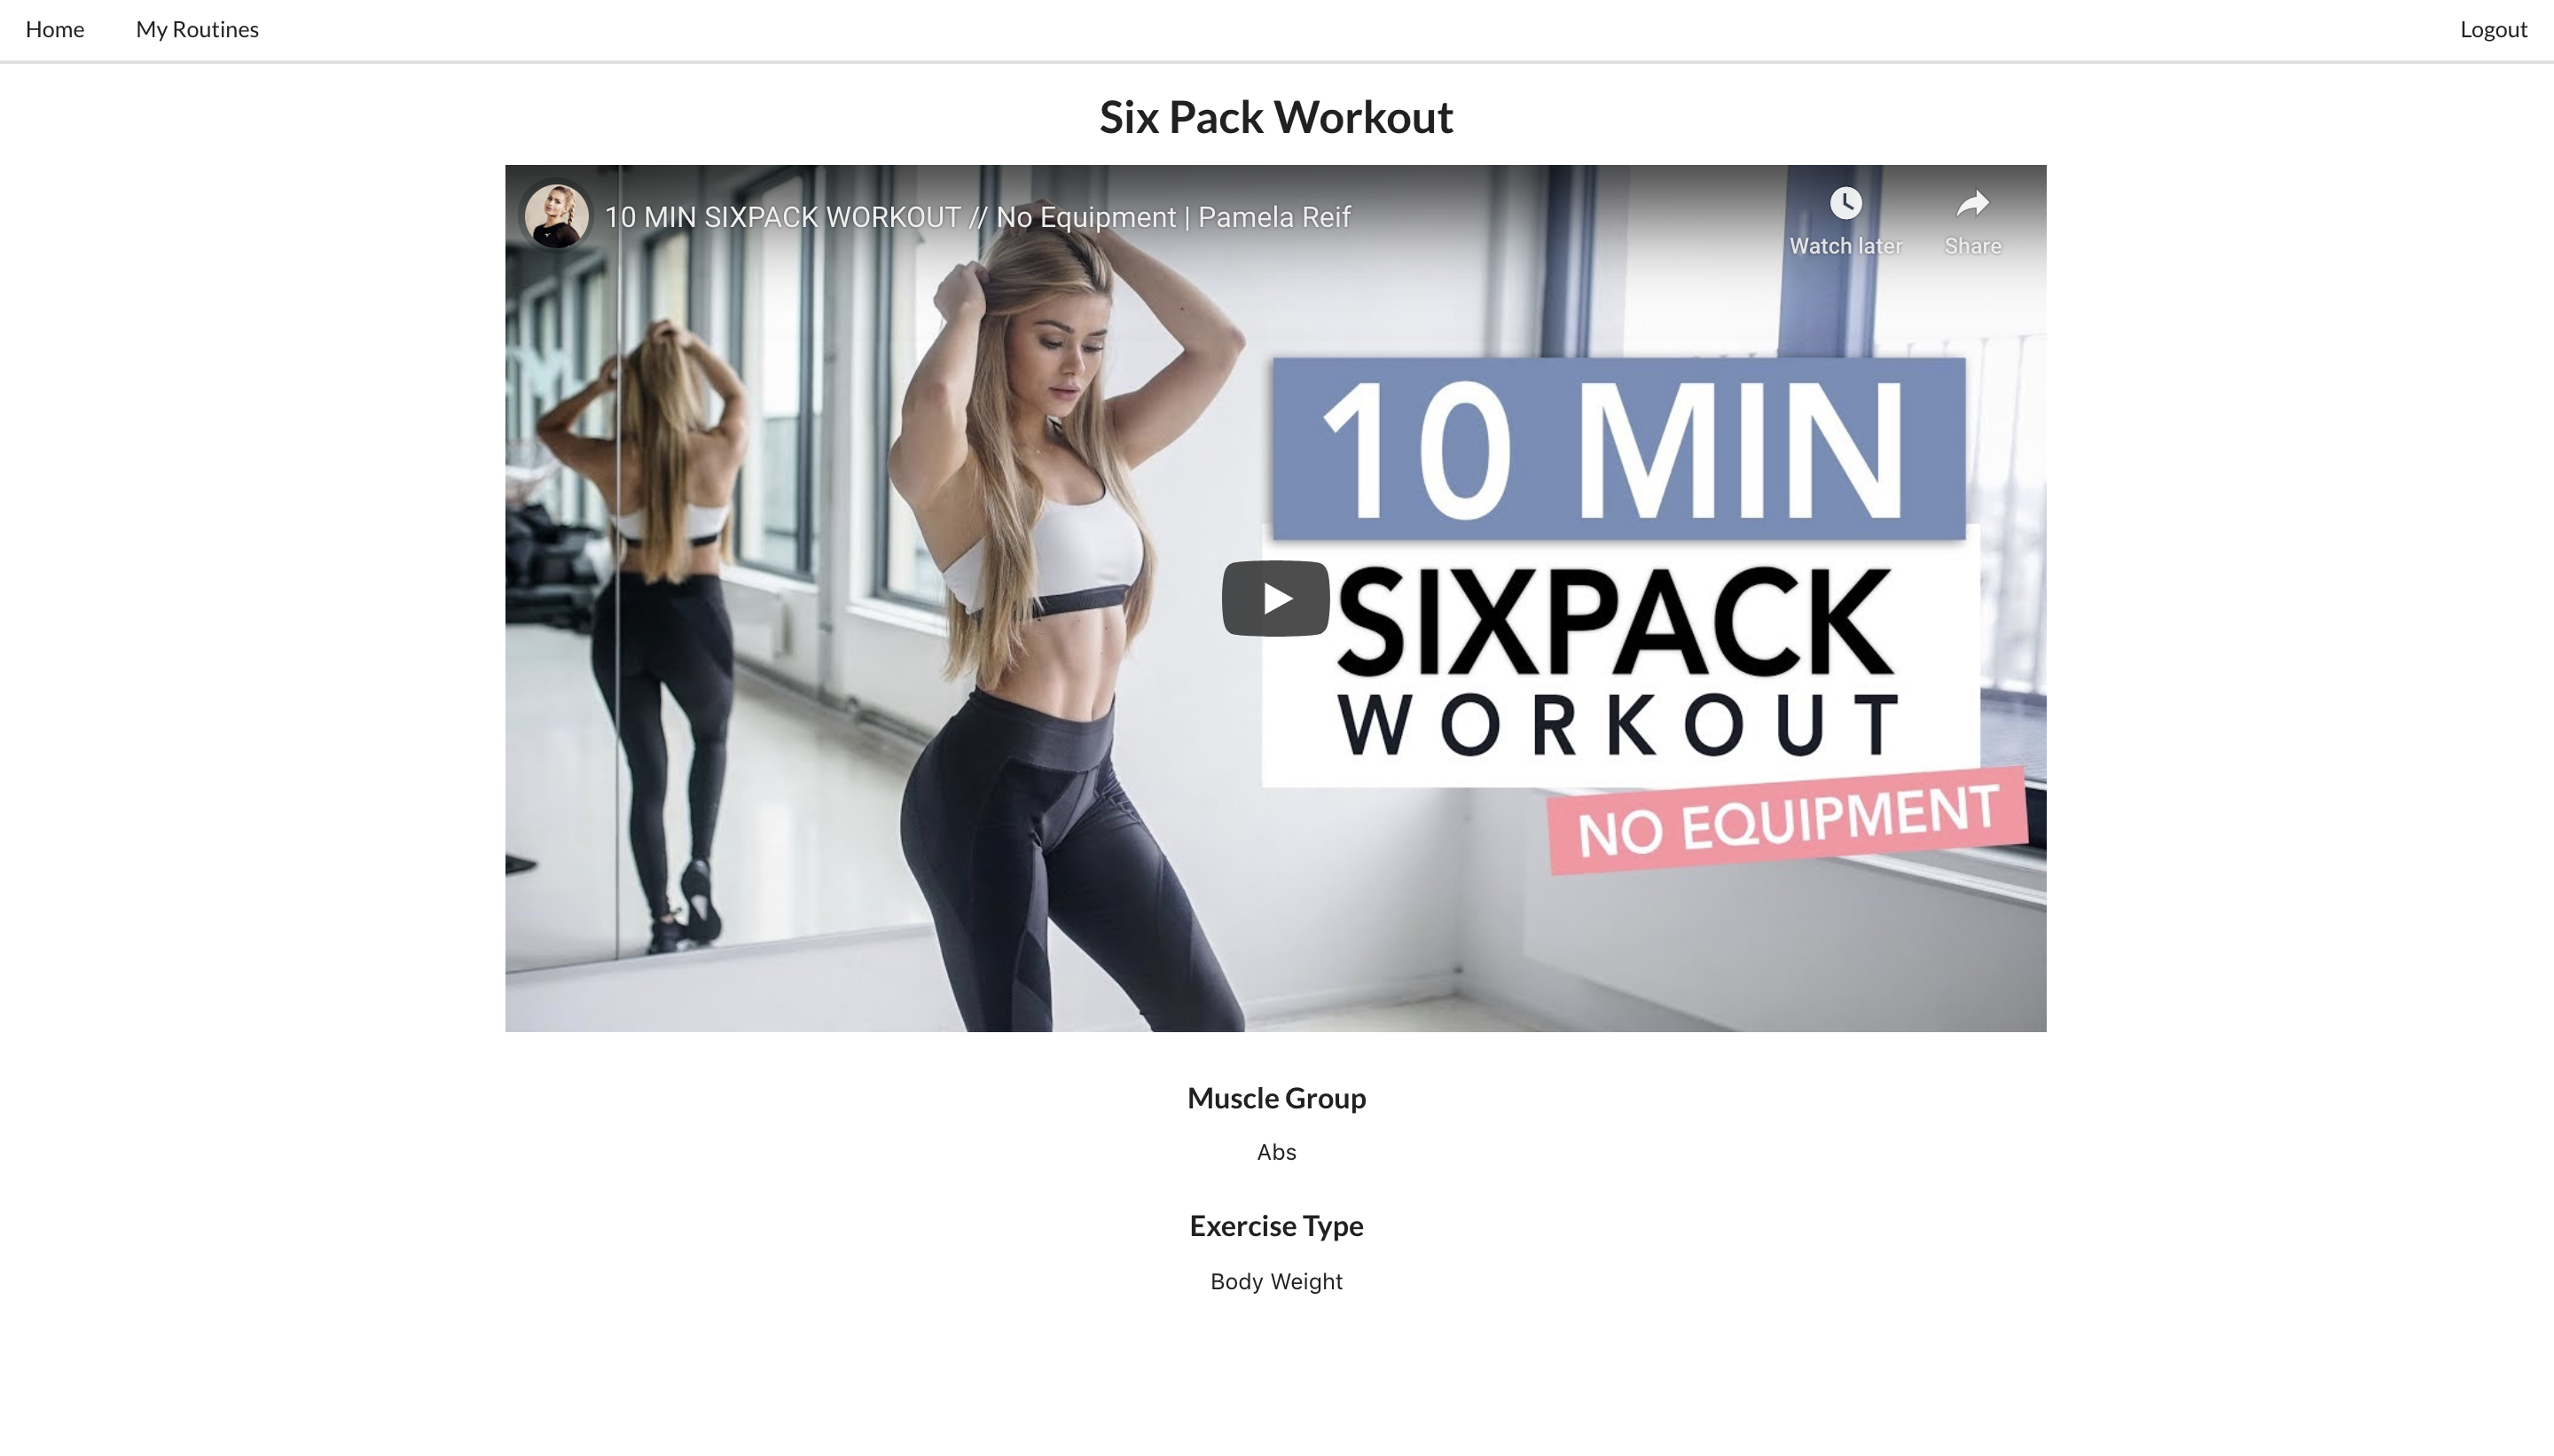 Home My Routines Logout
Six Pack Workout
10 MIN SIXPACK WORKOUT // No Equipment | Pamela Reif
Watch later Share
10 MIN
SIXPACK
WORKOUT
NO EQUIPMENT
Muscle Group
Abs
Exercise Type
Body Weight